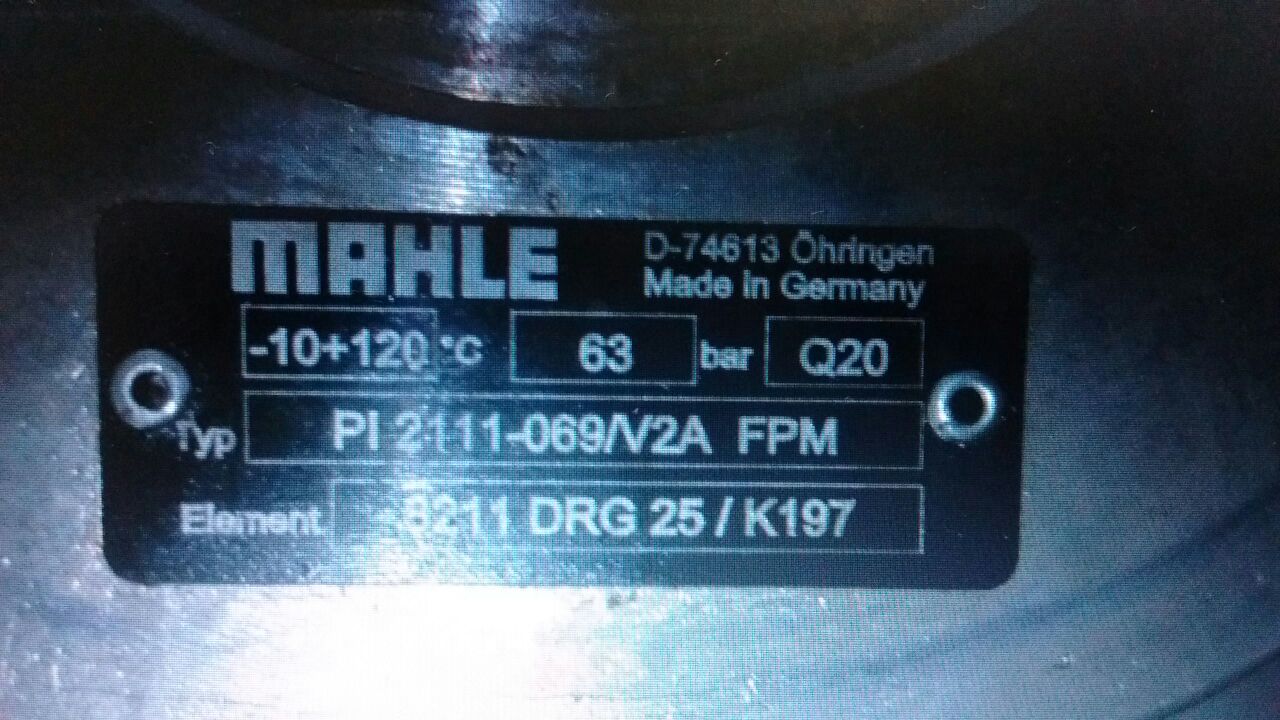 MAHLE
D-74613 Öhringen
Made in Germany
-10+120 °C 63 bar Q20
Typ PI 2111-069/V2A FPM
Element 8211 DRG 25 / K197